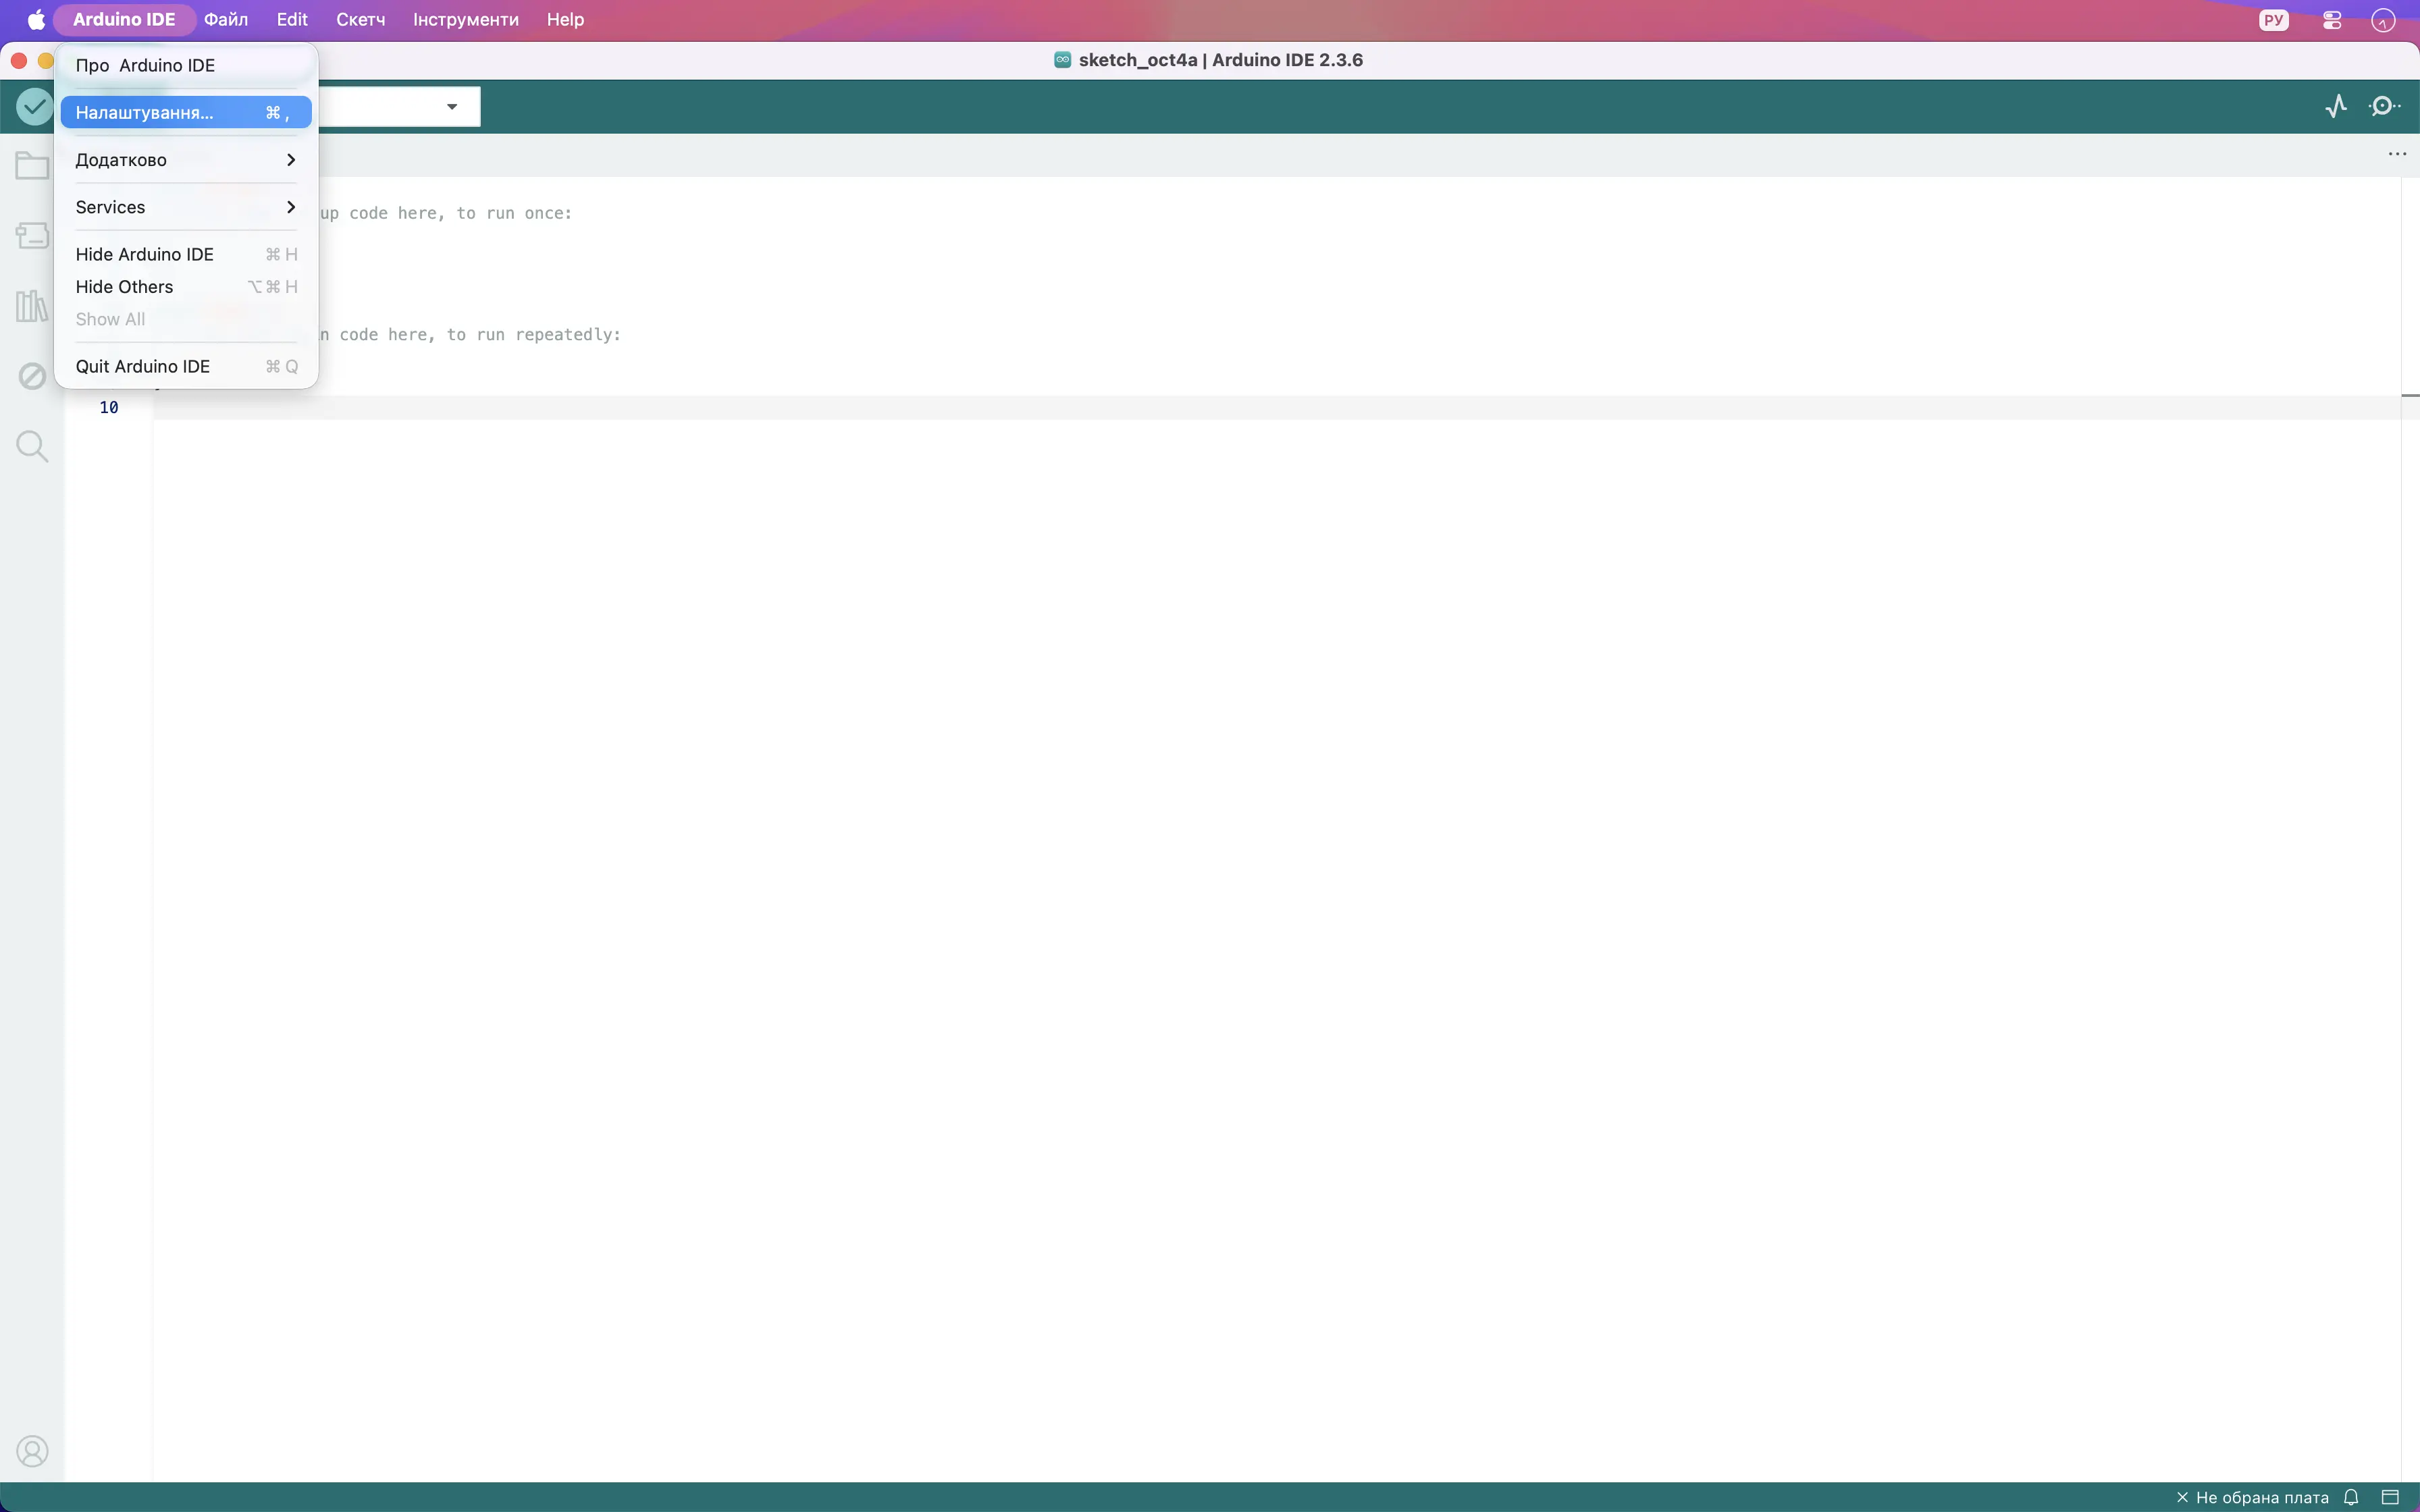 Arduino IDE Файл Edit Скетч Інструменти Help РУ
sketch_oct4a | Arduino IDE 2.3.6
Про Arduino IDE
Налаштування... ⌘ ,
Додатково
Services
up code here, to run once:
Hide Arduino IDE ⌘ H
Hide Others ⌥ ⌘ H
Show All
n code here, to run repeatedly:
Quit Arduino IDE ⌘ Q
10
Не обрана плата